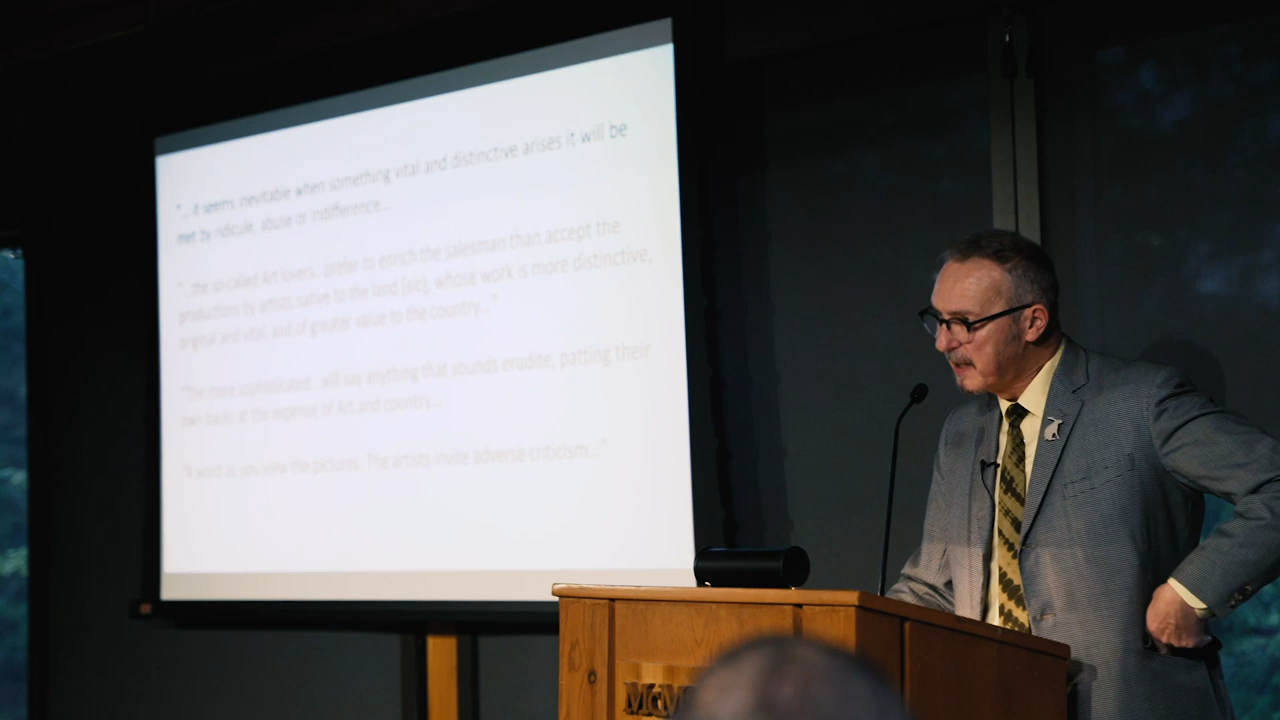 "... it seems inevitable when something vital and distinctive arises it will be
met by ridicule, abuse or indifference...
"...the so-called Art lovers...prefer to enrich the salesman than accept the
productions by artists native to the land [sic], whose work is more distinctive,
original and vital, and of greater value to the country..."
"The more sophisticated...will say anything that sounds erudite, patting their
own backs at the expense of Art and country...
"A word as you view the pictures. The artists invite adverse criticism..."
McM